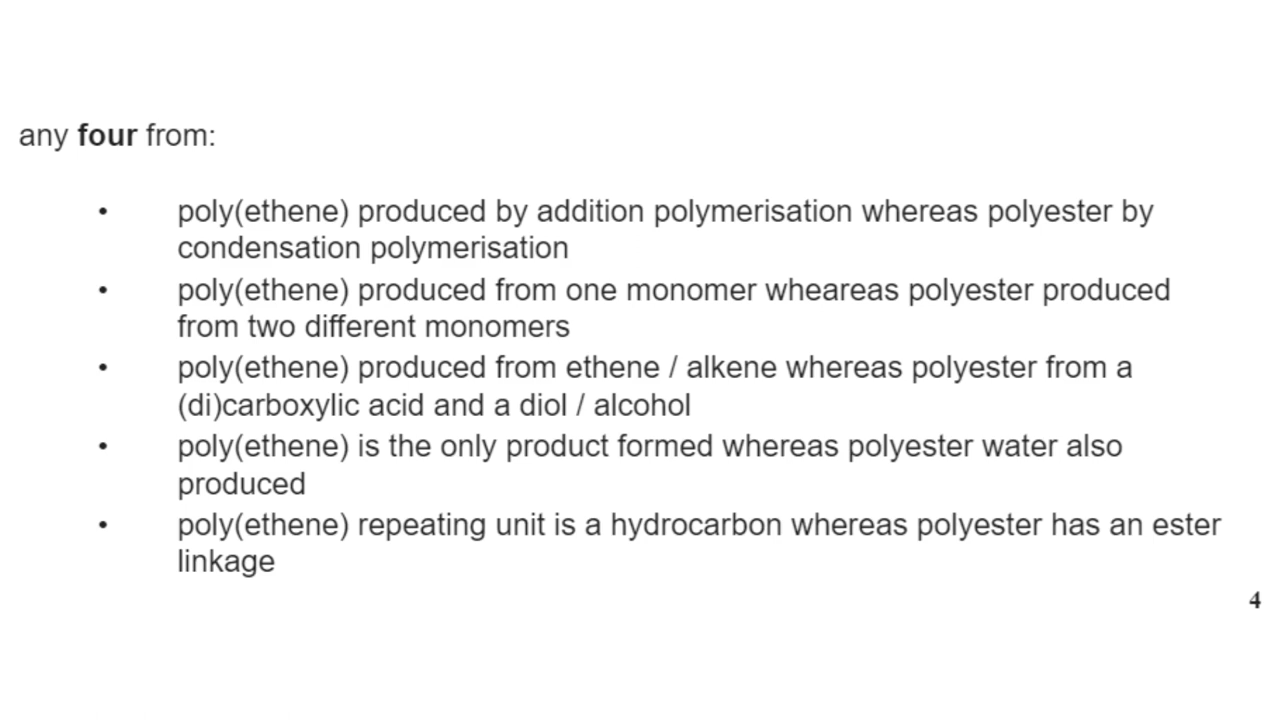 any four from:
• poly(ethene) produced by addition polymerisation whereas polyester by
condensation polymerisation
• poly(ethene) produced from one monomer wheareas polyester produced
from two different monomers
• poly(ethene) produced from ethene / alkene whereas polyester from a
(di)carboxylic acid and a diol / alcohol
• poly(ethene) is the only product formed whereas polyester water also
produced
• poly(ethene) repeating unit is a hydrocarbon whereas polyester has an ester
linkage
4